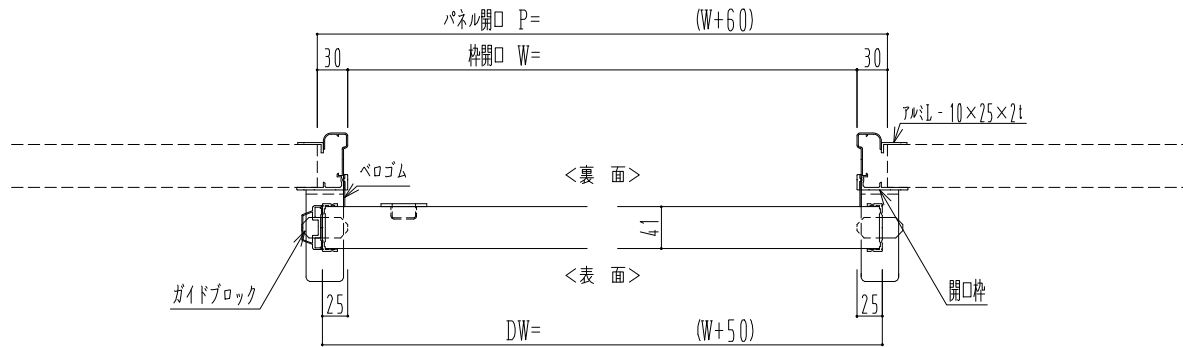 パネル開口 P= (W+60)
30 枠開口 W= 30
アルミL - 10×25×2t
ベロゴム
<裏 面>
41
<表 面>
ガイドブロック
開口枠
25 25
DW= (W+50)